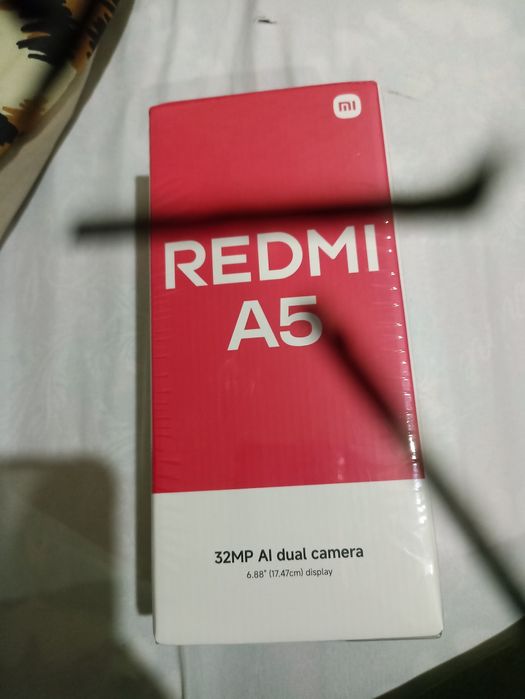 mi
REDMI
A5
32MP AI dual camera
6.88" (17.47cm) display